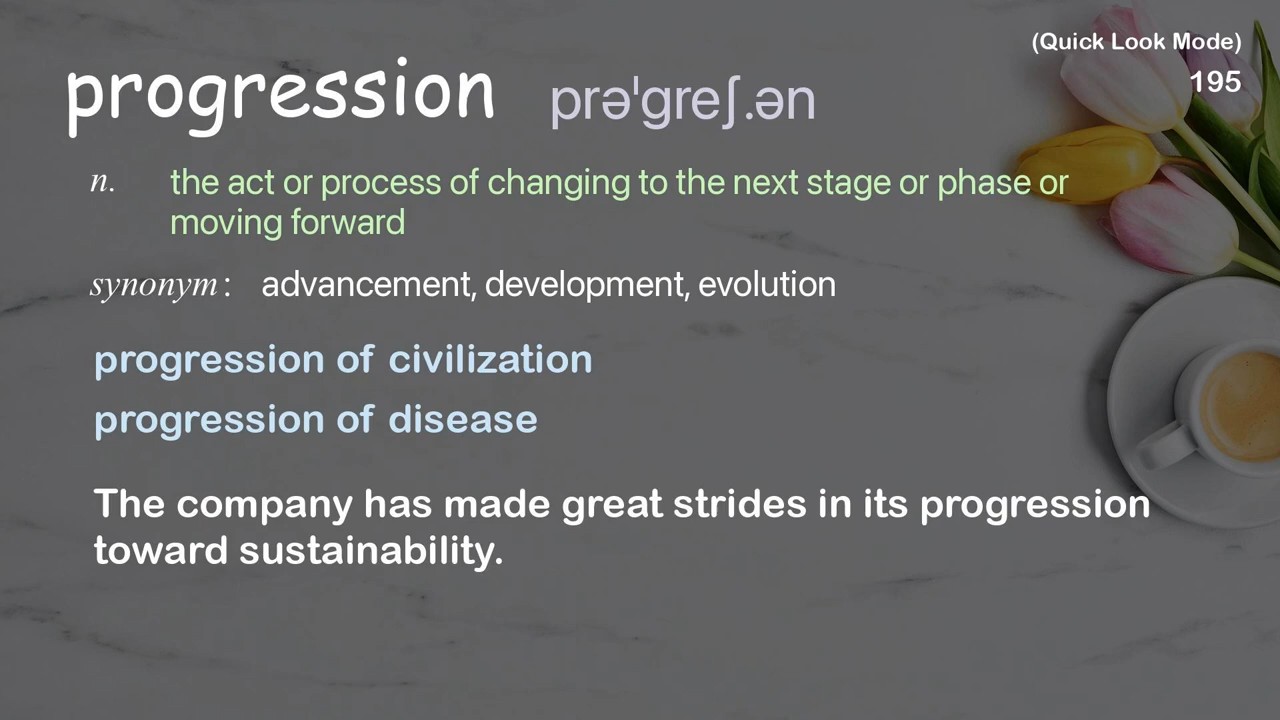 (Quick Look Mode)
progression prəˈɡreʃ.ən
195
n. the act or process of changing to the next stage or phase or
moving forward
synonym: advancement, development, evolution
progression of civilization
progression of disease
The company has made great strides in its progression
toward sustainability.